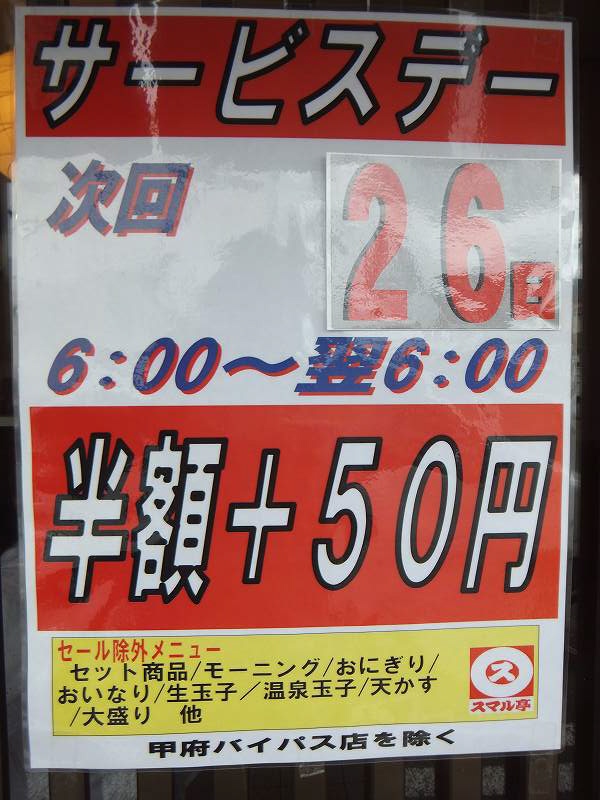 サービスデー
次回 26日
6:00～翌6:00
半額＋50円
セール除外メニュー
セット商品/モーニング/おにぎり/
おいなり/生玉子／温泉玉子/天かす
/大盛り 他
ス
スマル亭
甲府バイパス店を除く